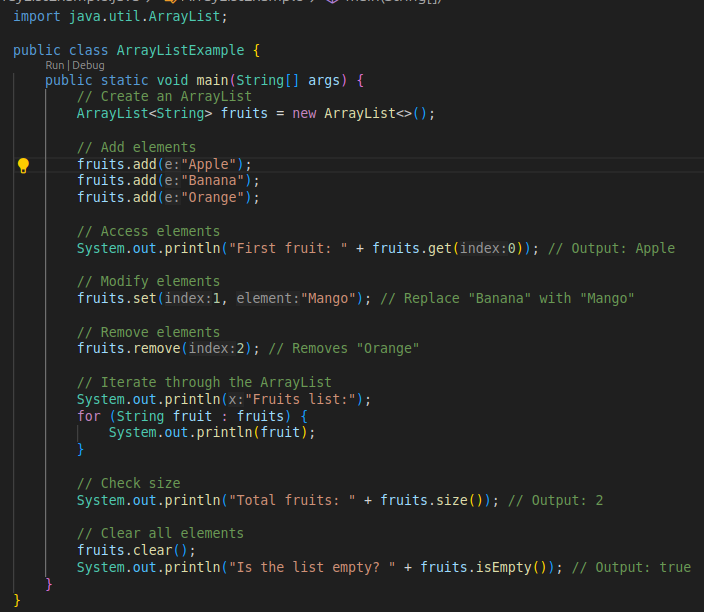 import java.util.ArrayList;
public class ArrayListExample {
Run | Debug
public static void main(String[] args) {
// Create an ArrayList
ArrayList<String> fruits = new ArrayList<>();
// Add elements
fruits.add(e:"Apple");
fruits.add(e:"Banana");
fruits.add(e:"Orange");
// Access elements
System.out.println("First fruit: " + fruits.get(index:0)); // Output: Apple
// Modify elements
fruits.set(index:1, element:"Mango"); // Replace "Banana" with "Mango"
// Remove elements
fruits.remove(index:2); // Removes "Orange"
// Iterate through the ArrayList
System.out.println(x:"Fruits list:");
for (String fruit : fruits) {
System.out.println(fruit);
}
// Check size
System.out.println("Total fruits: " + fruits.size()); // Output: 2
// Clear all elements
fruits.clear();
System.out.println("Is the list empty? " + fruits.isEmpty()); // Output: true
}
}